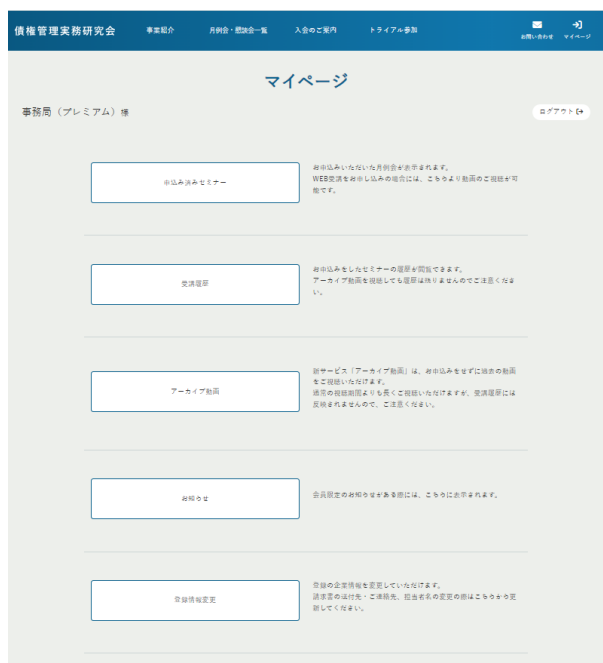 債権管理実務研究会
事業紹介
月例会・懇談会一覧
入会のご案内
トライアル参加
お問い合わせ
マイページ
マイページ
事務局（プレミアム）様
ログアウト
申込み済みセミナー
お申込みいただいた月例会が表示されます。
WEB受講をお申し込みの場合には、こちらより動画のご視聴が可
能です。
受講履歴
お申込みをしたセミナーの履歴が閲覧できます。
アーカイブ動画を視聴しても履歴は残りませんのでご注意くださ
い。
アーカイブ動画
新サービス「アーカイブ動画」は、お申込みをせずに過去の動画
をご視聴いただけます。
通常の視聴期間よりも長くご視聴いただけますが、受講履歴には
反映されませんので、ご注意ください。
お知らせ
会員限定のお知らせがある際には、こちらに表示されます。
登録情報変更
登録の企業情報を変更していただけます。
請求書の送付先・ご連絡先、担当者名の変更の際はこちらから更
新してください。